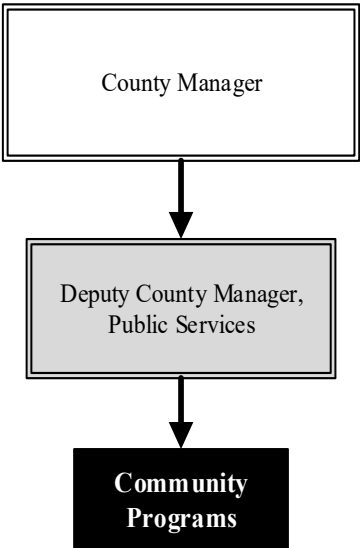 County Manager
Deputy County Manager,
Public Services
Community
Programs